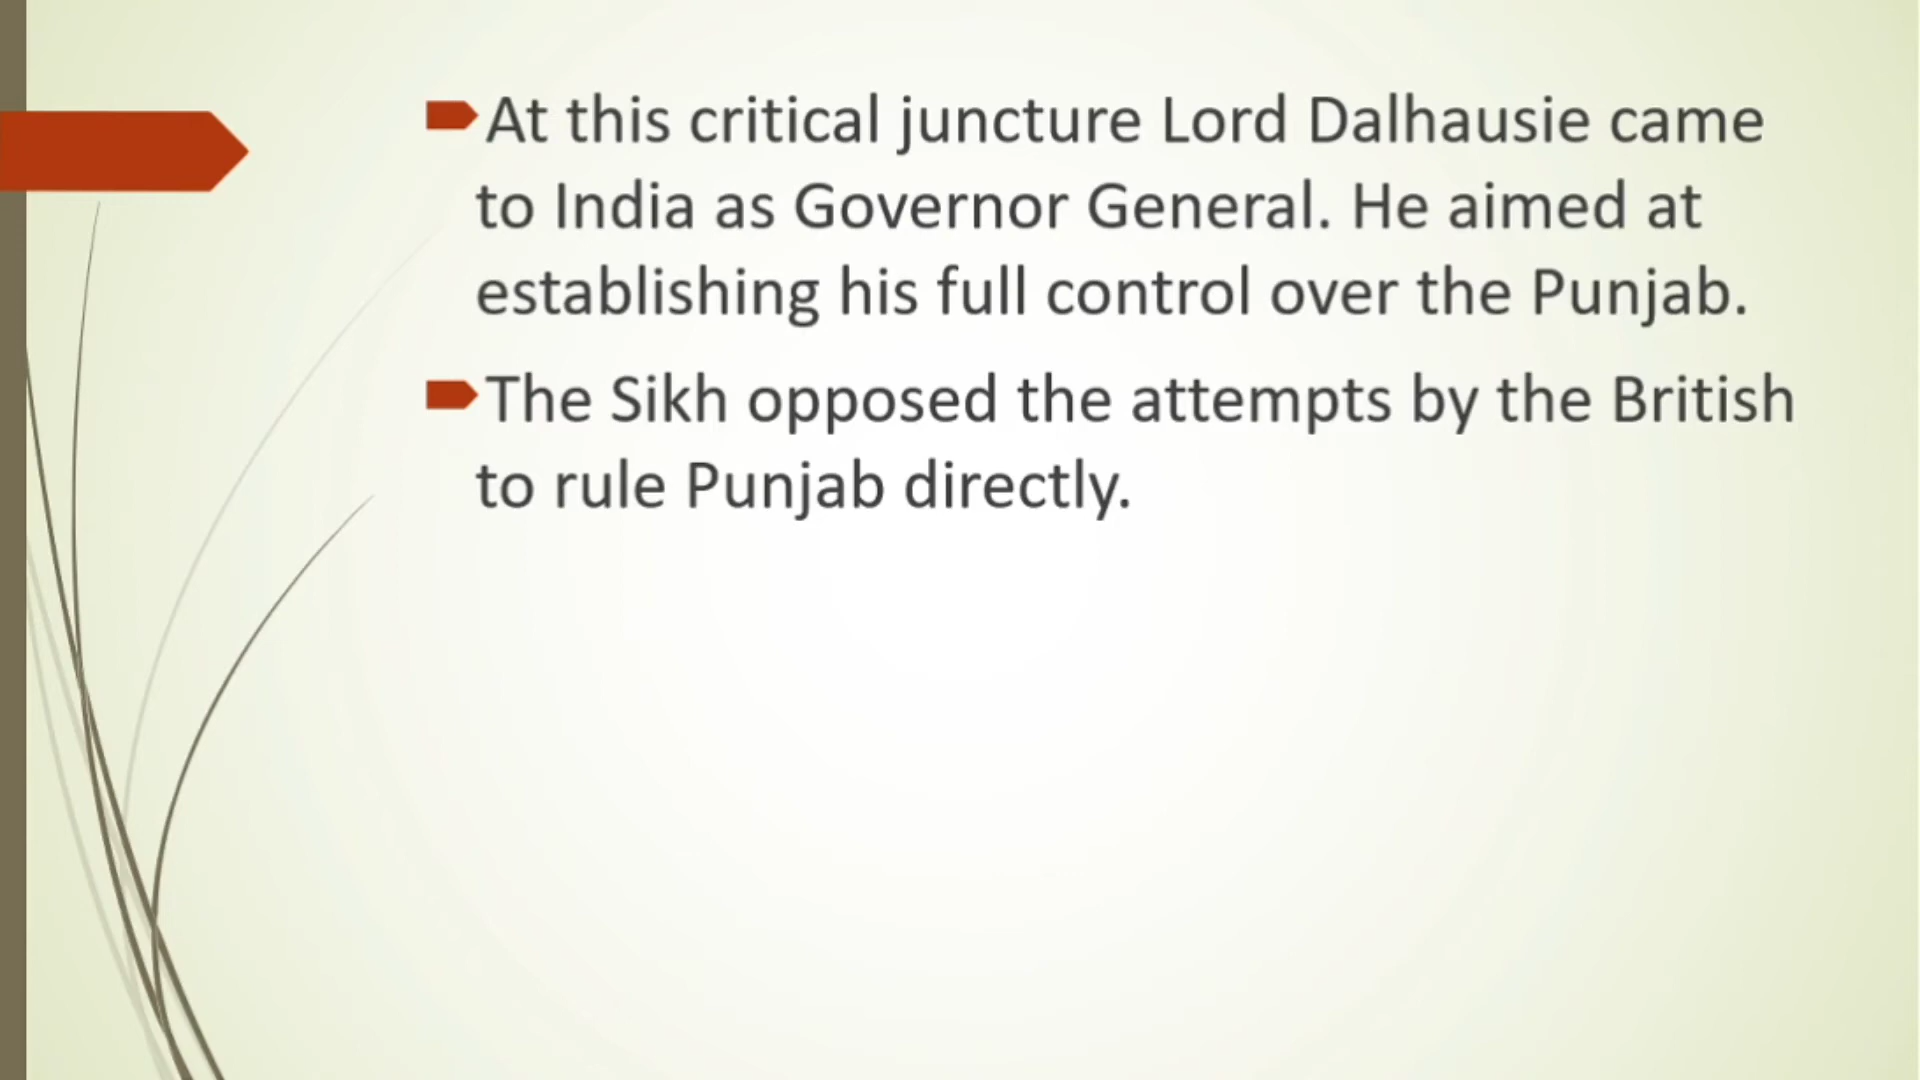 At this critical juncture Lord Dalhausie came
to India as Governor General. He aimed at
establishing his full control over the Punjab.
The Sikh opposed the attempts by the British
to rule Punjab directly.